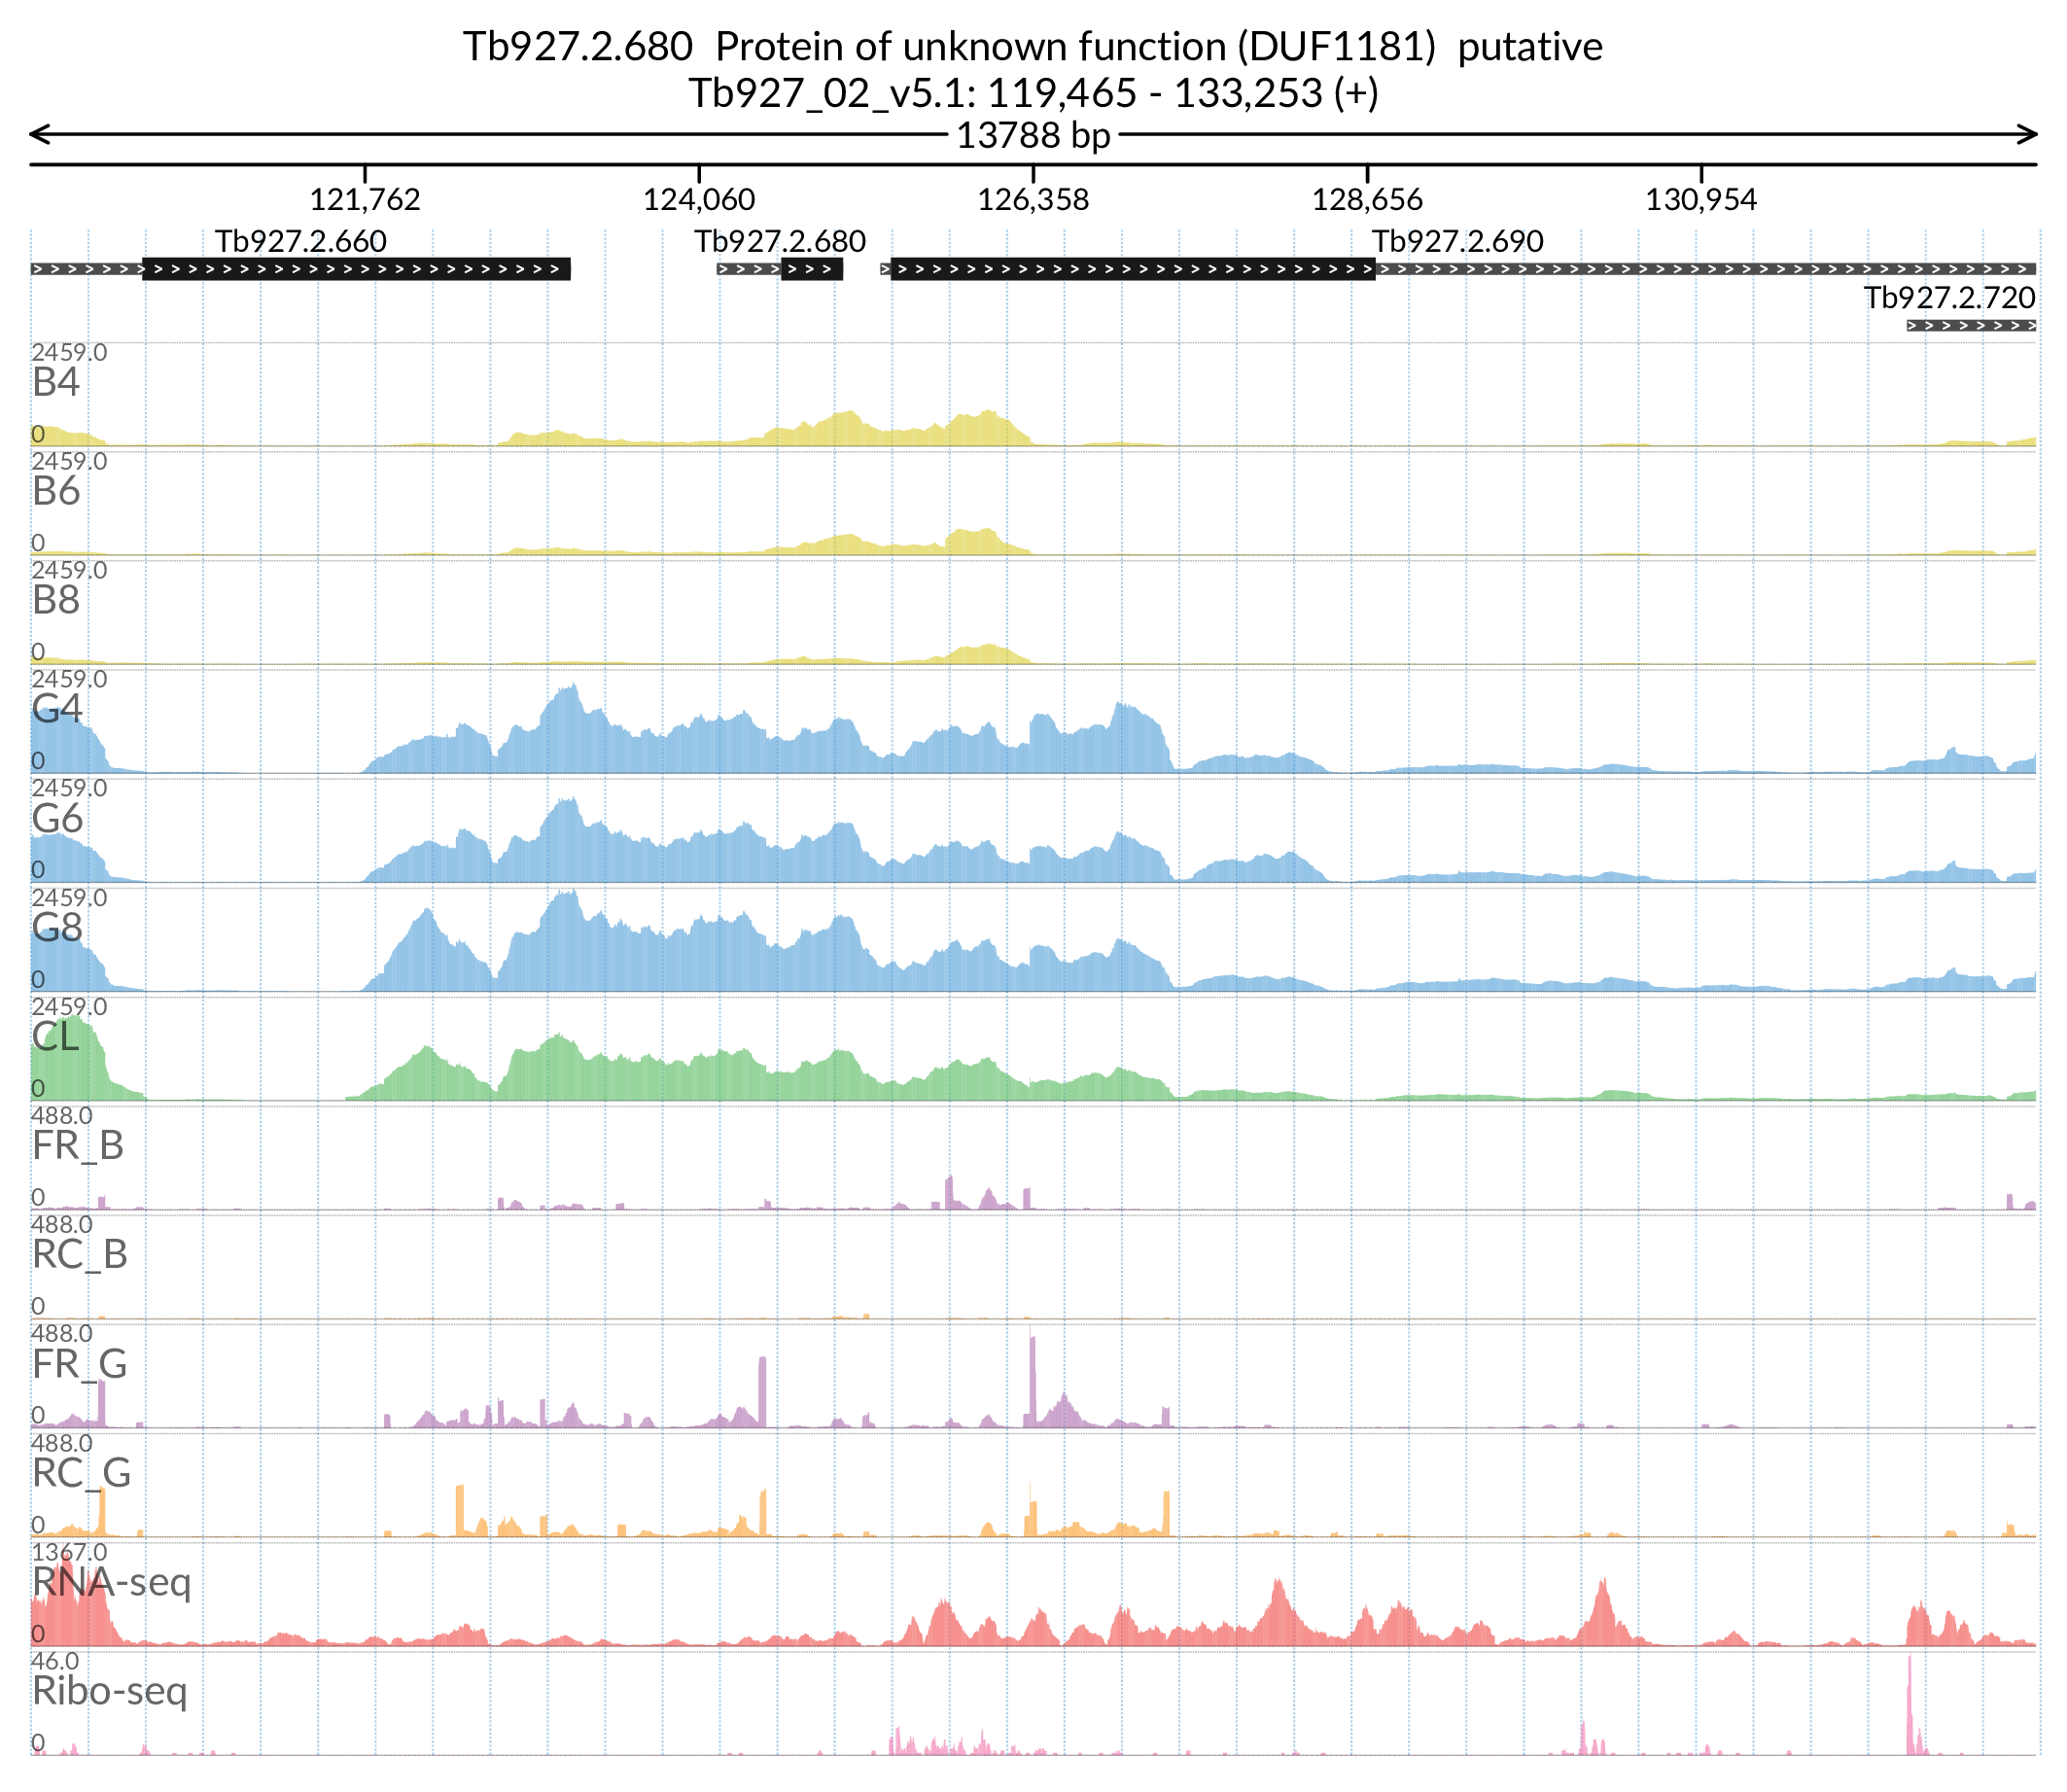 Tb927.2.680  Protein of unknown function (DUF1181)  putative
Tb927_02_v5.1: 119,465 - 133,253 (+)
13788 bp
121,762 124,060 126,358 128,656 130,954
Tb927.2.660 Tb927.2.680 Tb927.2.690
Tb927.2.720
2459.0
B4
0
2459.0
B6
0
2459.0
B8
0
2459.0
G4
0
2459.0
G6
0
2459.0
G8
0
2459.0
CL
0
488.0
FR_B
0
488.0
RC_B
0
488.0
FR_G
0
488.0
RC_G
0
1367.0
RNA-seq
0
46.0
Ribo-seq
0